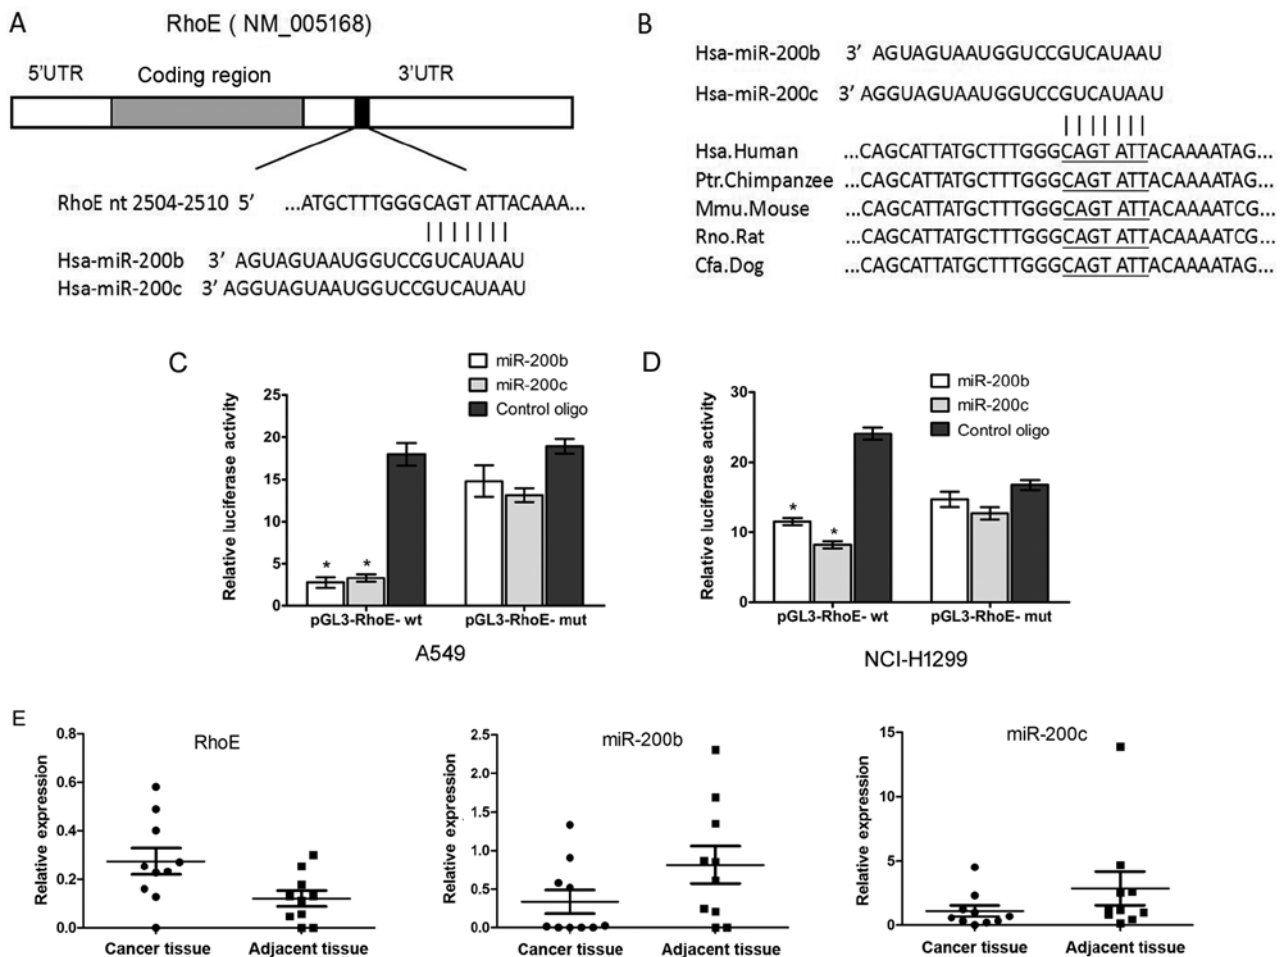 A
RhoE ( NM_005168)
5'UTR
Coding region
3'UTR
RhoE nt 2504-2510 5' ...ATGCTTTGGGCAGT ATTACAAA...
Hsa-miR-200b 3' AGUAGUAAUGGUCCGUCAUAAU
Hsa-miR-200c 3' AGGUAGUAAUGGUCCGUCAUAAU
B
Hsa-miR-200b 3' AGUAGUAAUGGUCCGUCAUAAU
Hsa-miR-200c 3' AGGUAGUAAUGGUCCGUCAUAAU
Hsa.Human ...CAGCATTATGCTTTGGGCAGT ATTACAAAATAG...
Ptr.Chimpanzee ...CAGCATTATGCTTTGGGCAGT ATTACAAAATAG...
Mmu.Mouse ...CAGCATTATGCTTTGGGCAGT ATTACAAAATCG...
Rno.Rat ...CAGCATTATGCTTTGGGCAGT ATTACAAAATCG...
Cfa.Dog ...CAGCATTATGCTTTGGGCAGT ATTACAAAATAG...
C
miR-200b
miR-200c
Control oligo
Relative luciferase activity
25
20
15
10
5
0
* *
pGL3-RhoE- wt pGL3-RhoE- mut
A549
D
miR-200b
miR-200c
Control oligo
Relative luciferase activity
30
20
10
0
* *
pGL3-RhoE- wt pGL3-RhoE- mut
NCI-H1299
E
RhoE
Relative expression
0.8
0.6
0.4
0.2
0.0
Cancer tissue Adjacent tissue
miR-200b
Relative expression
2.5
2.0
1.5
1.0
0.5
0.0
Cancer tissue Adjacent tissue
miR-200c
Relative expression
15
10
5
0
Cancer tissue Adjacent tissue